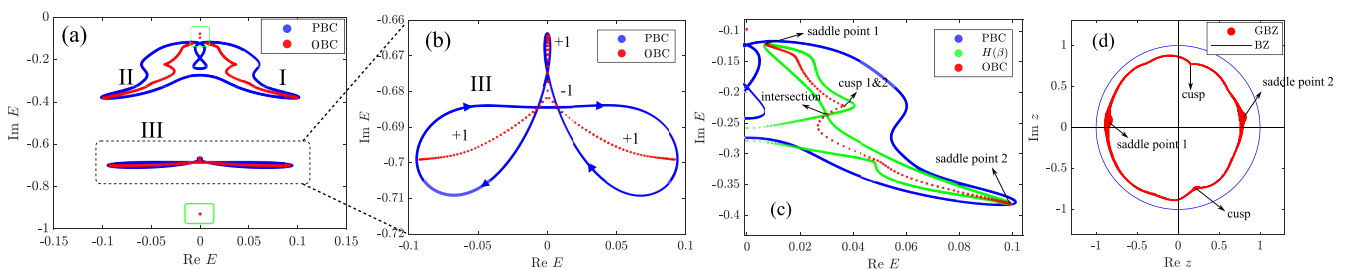 (a)
PBC
OBC
II
I
III
0
-0.2
-0.4
-0.6
-0.8
-1
Im E
-0.15
-0.1
-0.05
0
0.05
0.1
0.15
Re E
(b)
PBC
OBC
+1
III
-1
+1
+1
-0.66
-0.67
-0.68
-0.69
-0.7
-0.71
-0.72
Im E
-0.1
-0.05
0
0.05
0.1
Re E
saddle point 1
PBC
H(β)
OBC
cusp 1&2
intersection
saddle point 2
(c)
-0.1
-0.15
-0.2
-0.25
-0.3
-0.35
-0.4
Im E
0
0.02
0.04
0.06
0.08
0.1
Re E
(d)
GBZ
BZ
cusp
saddle point 2
saddle point 1
cusp
1
0.5
0
-0.5
-1
Im z
-1
-0.5
0
0.5
1
Re z